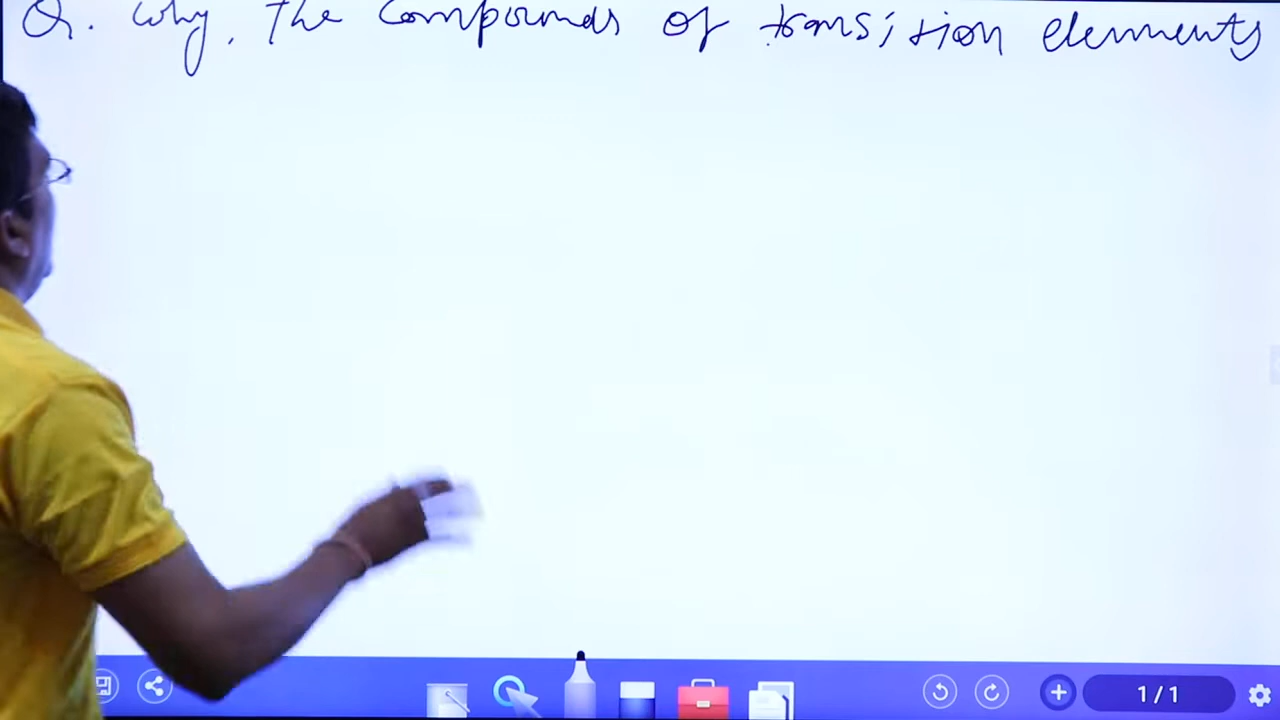 Q. Why, The compounds of transition elements
1/1